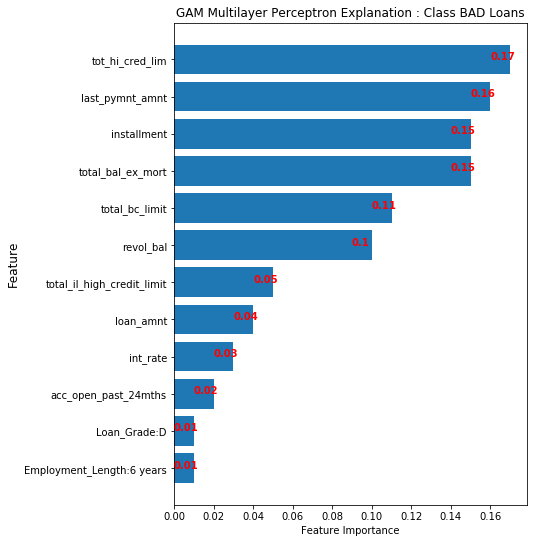 GAM Multilayer Perceptron Explanation : Class BAD Loans
Feature
tot_hi_cred_lim 0.17
last_pymnt_amnt 0.16
installment 0.15
total_bal_ex_mort 0.15
total_bc_limit 0.11
revol_bal 0.1
total_il_high_credit_limit 0.05
loan_amnt 0.04
int_rate 0.03
acc_open_past_24mths 0.02
Loan_Grade:D 0.01
Employment_Length:6 years 0.01
0.00 0.02 0.04 0.06 0.08 0.10 0.12 0.14 0.16
Feature Importance